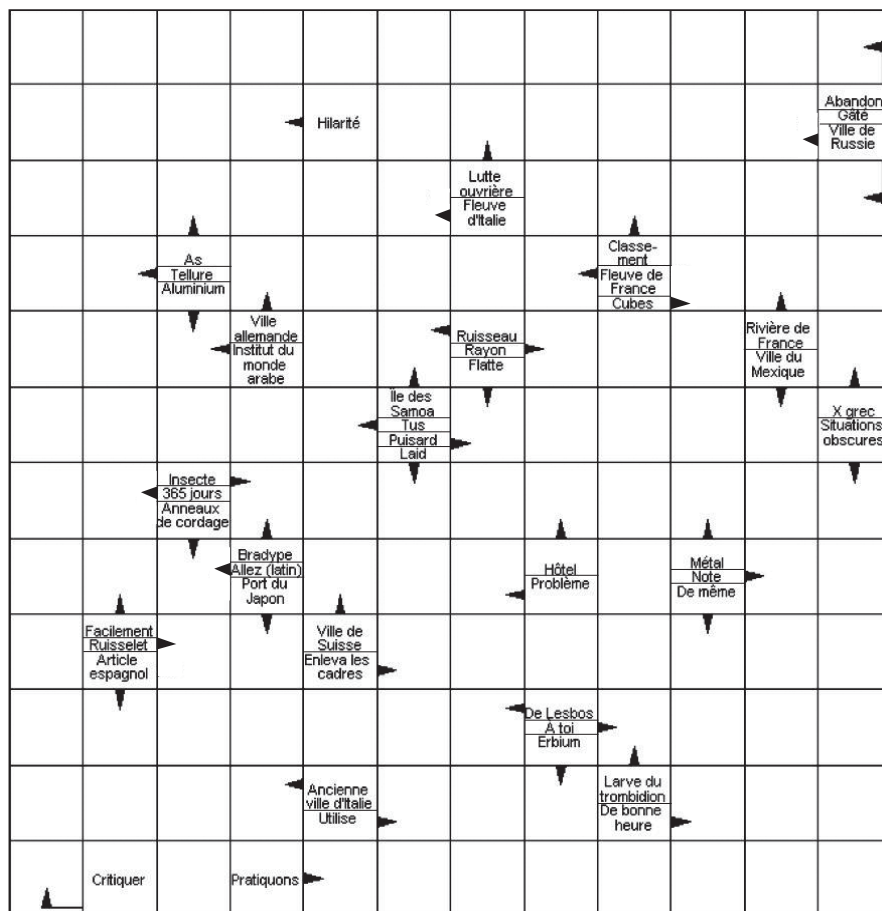 Hilarité
Abandon
Gâté
Ville de
Russie
Lutte
ouvrière
Fleuve
d'Italie
As
Tellure
Aluminium
Classe-
ment
Fleuve de
France
Cubes
Ville
allemande
Institut du
monde
arabe
Ruisseau
Rayon
Flatte
Rivière de
France
Ville du
Mexique
Île des
Samoa
Tus
Puisard
Laid
X grec
Situations
obscures
Insecte
365 jours
Anneaux
de cordage
Bradype
Allez (latin)
Port du
Japon
Hôtel
Problème
Métal
Note
De même
Facilement
Ruisselet
Article
espagnol
Ville de
Suisse
Enleva les
cadres
De Lesbos
À toi
Erbium
Ancienne
ville d'Italie
Utilise
Larve du
trombidion
De bonne
heure
Critiquer
Pratiquons